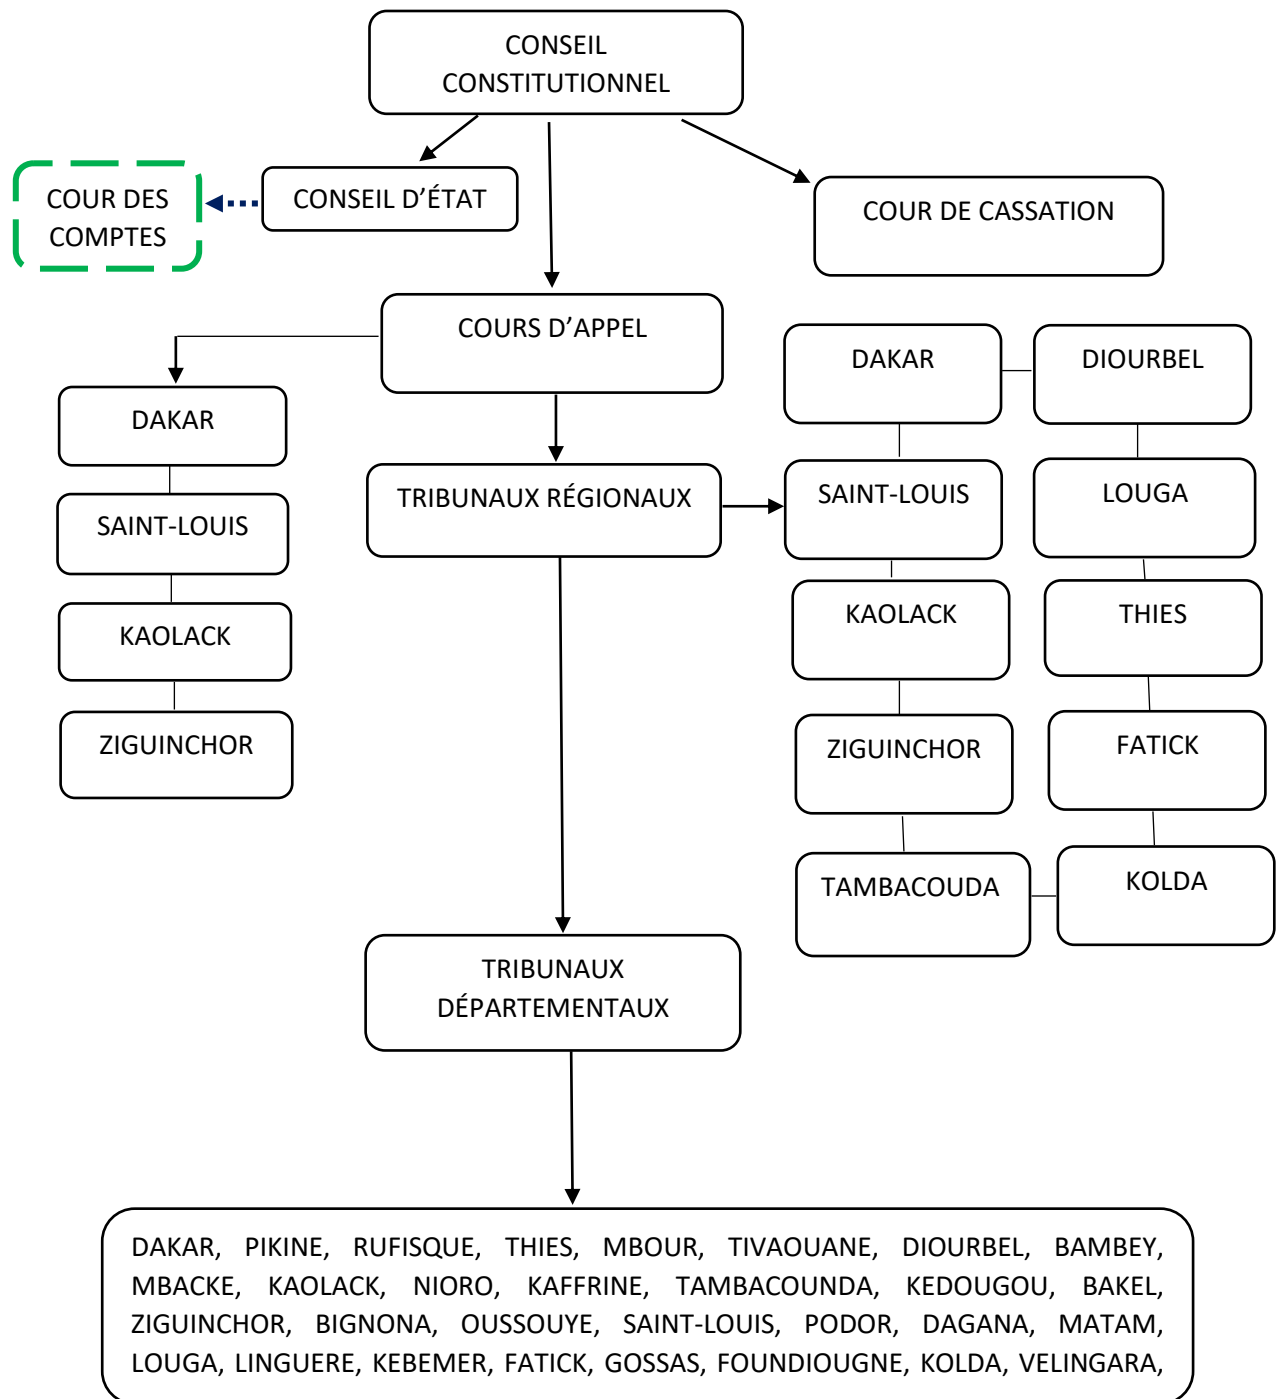 CONSEIL
CONSTITUTIONNEL
COUR DES
COMPTES
CONSEIL D’ÉTAT
COUR DE CASSATION
COURS D’APPEL
DAKAR
SAINT-LOUIS
KAOLACK
ZIGUINCHOR
TRIBUNAUX RÉGIONAUX
DAKAR
DIOURBEL
SAINT-LOUIS
LOUGA
KAOLACK
THIES
ZIGUINCHOR
FATICK
TAMBACOUDA
KOLDA
TRIBUNAUX
DÉPARTEMENTAUX
DAKAR, PIKINE, RUFISQUE, THIES, MBOUR, TIVAOUANE, DIOURBEL, BAMBEY,
MBACKE, KAOLACK, NIORO, KAFFRINE, TAMBACOUNDA, KEDOUGOU, BAKEL,
ZIGUINCHOR, BIGNONA, OUSSOUYE, SAINT-LOUIS, PODOR, DAGANA, MATAM,
LOUGA, LINGUERE, KEBEMER, FATICK, GOSSAS, FOUNDIOUGNE, KOLDA, VELINGARA,